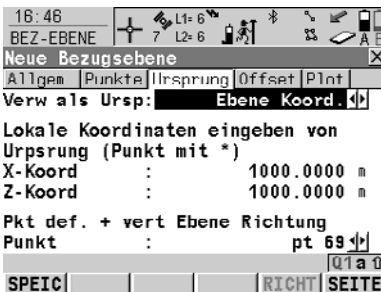 16:46
BEZ-EBENE
7
L1= 6
L2= 6
A B
Neue Bezugsebene X
Allgem Punkte Ursprung Offset Plot
Verw als Ursp: Ebene Koord.
Lokale Koordinaten eingeben von
Urpsrung (Punkt mit *)
X-Koord : 1000.0000 m
Z-Koord : 1000.0000 m
Pkt def. + vert Ebene Richtung
Punkt : pt 69
Q1 a
SPEIC RICHT SEITE